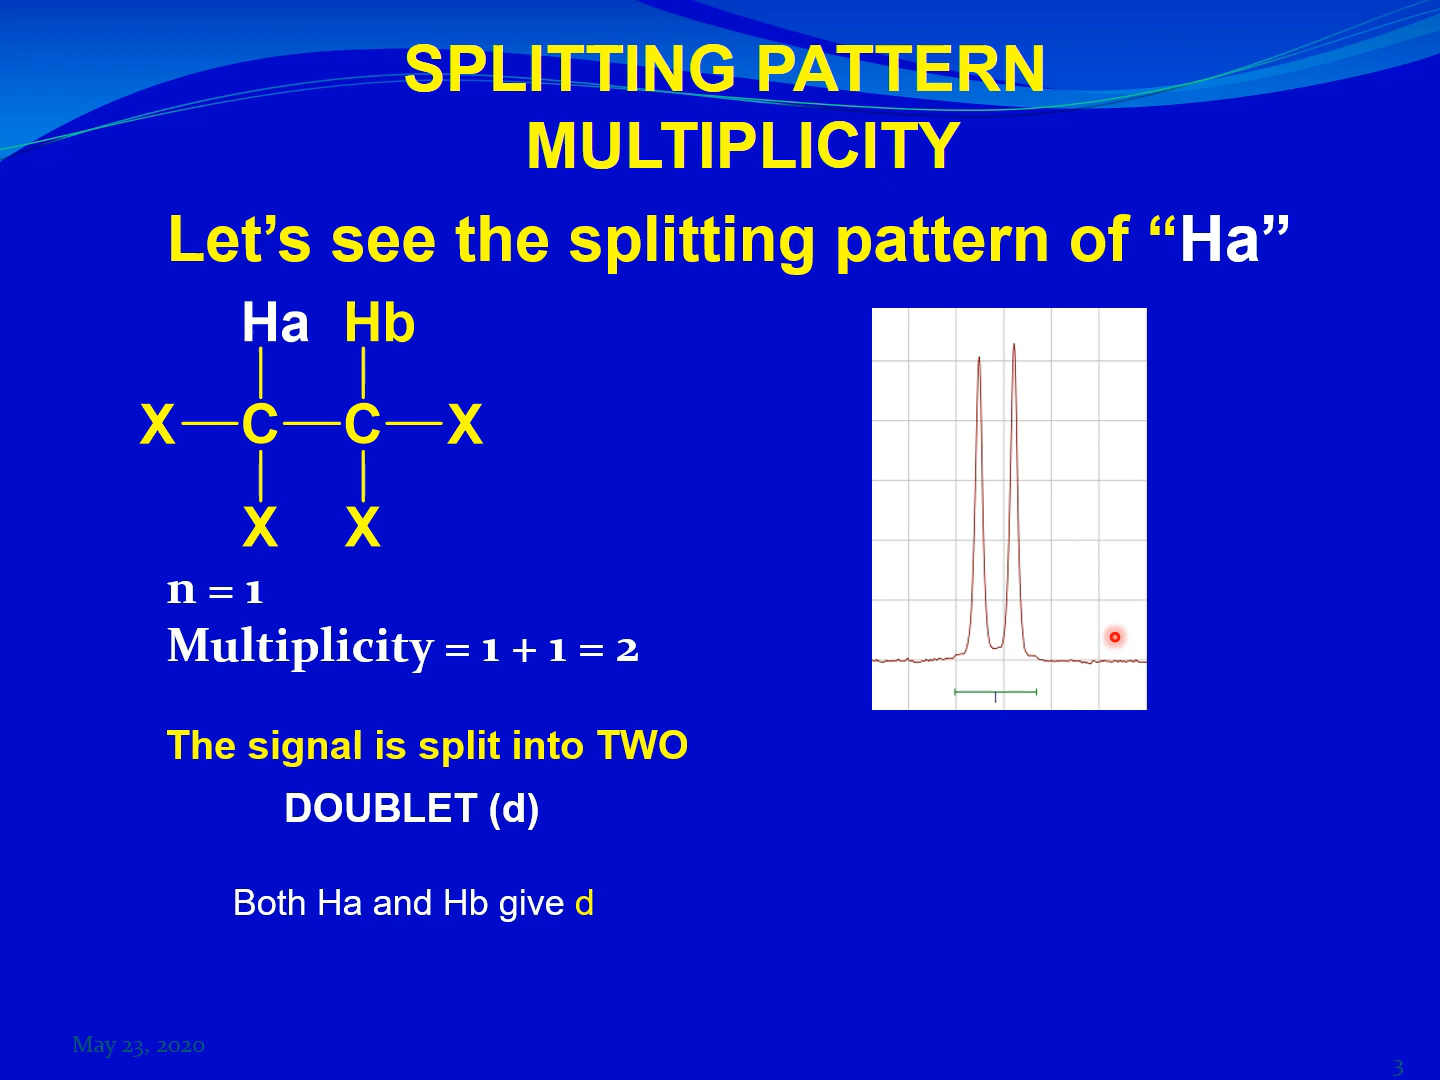 SPLITTING PATTERN
MULTIPLICITY
Let’s see the splitting pattern of “Ha”
Ha Hb
X C C X
X X
n = 1
Multiplicity = 1 + 1 = 2
The signal is split into TWO
DOUBLET (d)
Both Ha and Hb give d
May 23, 2020
3